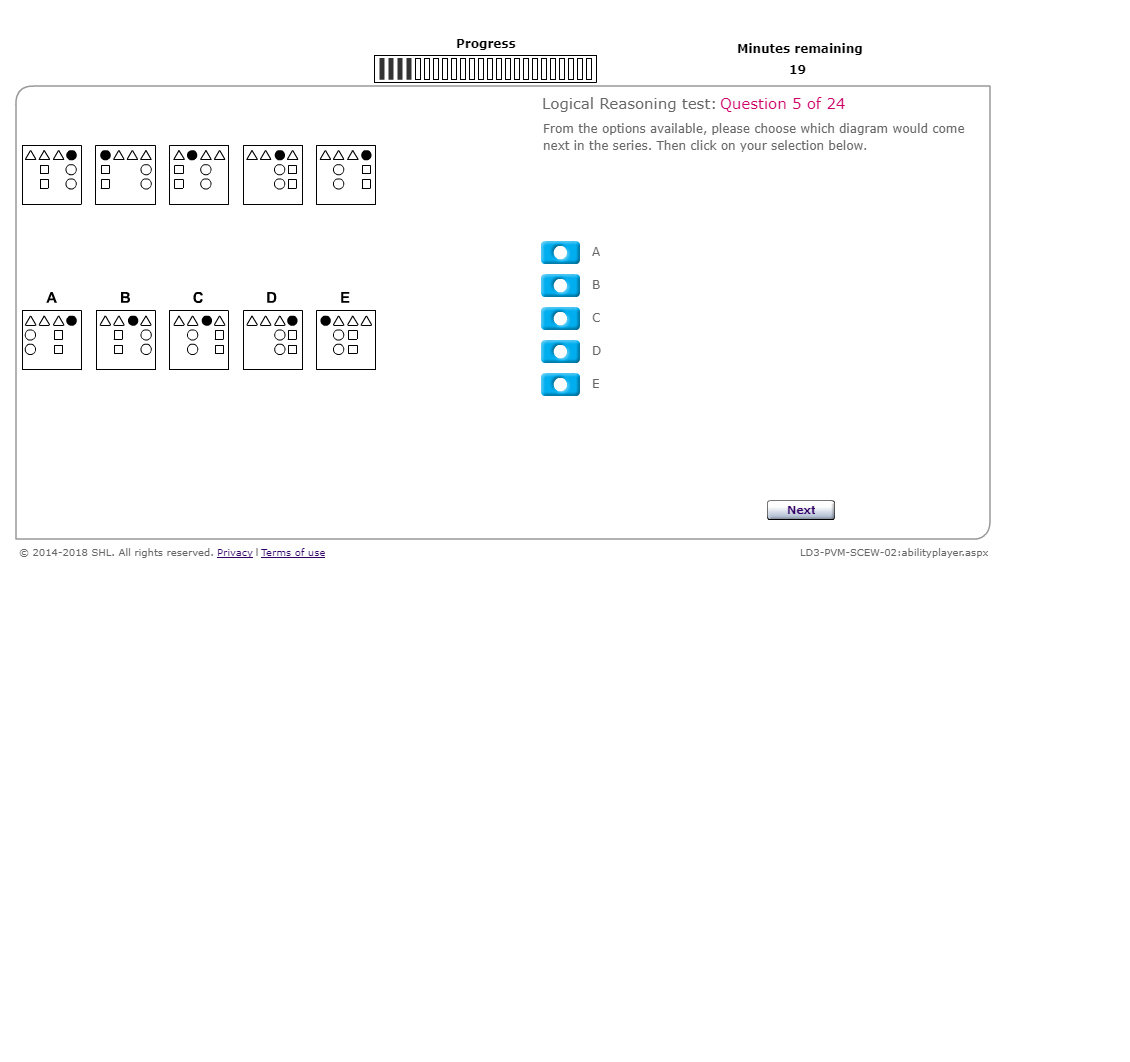 Progress
Minutes remaining
19
Logical Reasoning test: Question 5 of 24
From the options available, please choose which diagram would come
next in the series. Then click on your selection below.
A B C D E
A
B
C
D
E
Next
© 2014-2018 SHL. All rights reserved. Privacy | Terms of use
LD3-PVM-SCEW-02:abilityplayer.aspx